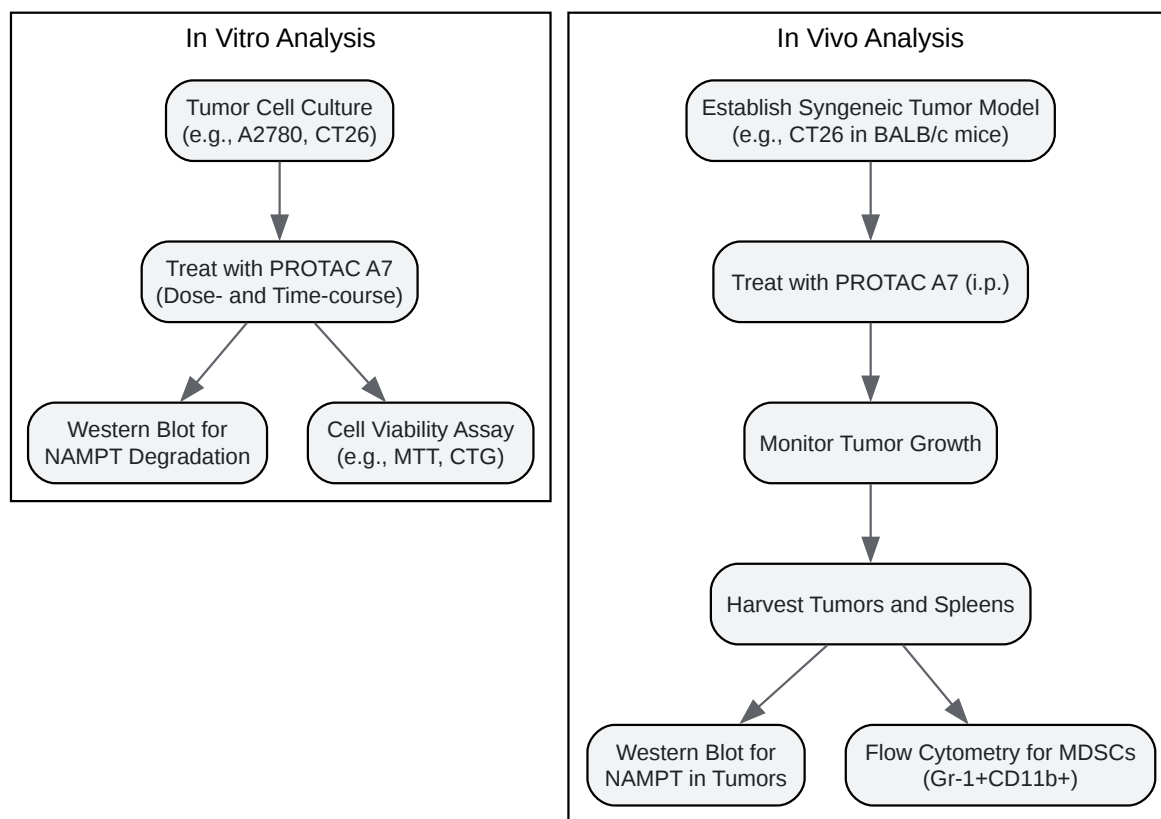 In Vitro Analysis
Tumor Cell Culture
(e.g., A2780, CT26)
Treat with PROTAC A7
(Dose- and Time-course)
Western Blot for
NAMPT Degradation
Cell Viability Assay
(e.g., MTT, CTG)
In Vivo Analysis
Establish Syngeneic Tumor Model
(e.g., CT26 in BALB/c mice)
Treat with PROTAC A7 (i.p.)
Monitor Tumor Growth
Harvest Tumors and Spleens
Western Blot for
NAMPT in Tumors
Flow Cytometry for MDSCs
(Gr-1+CD11b+)